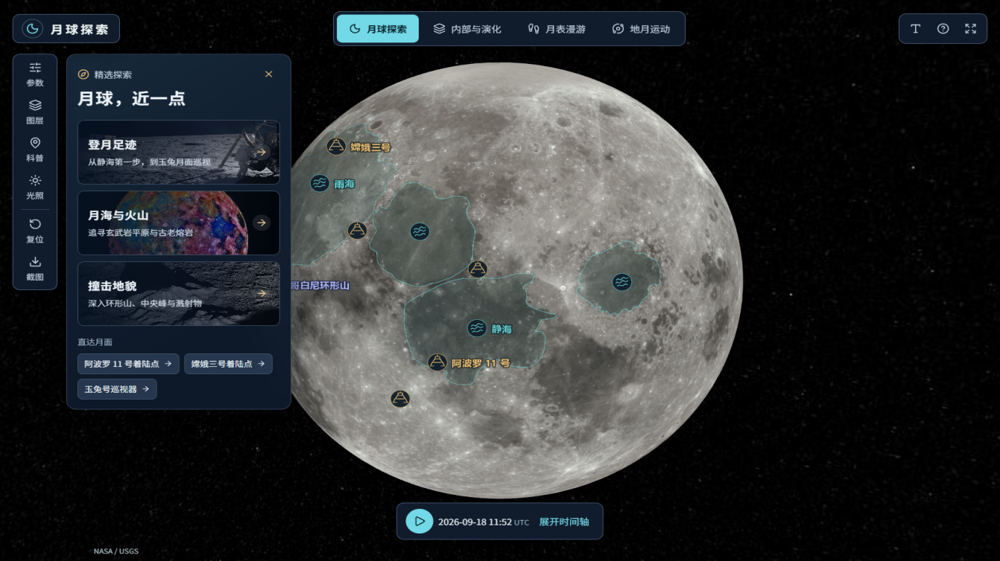 月球探索
月球探索
内部与演化
月表漫游
地月运动
参数
图层
科普
光照
复位
截图
精选探索
月球，近一点
登月足迹
从静海第一步，到玉兔月面巡视
月海与火山
追寻玄武岩平原与古老熔岩
撞击地貌
深入环形山、中央峰与溅射物
直达月面
阿波罗 11 号着陆点
嫦娥三号着陆点
玉兔号巡视器
嫦娥三号
雨海
哥白尼环形山
静海
阿波罗 11 号
2026-09-18 11:52 UTC
展开时间轴
NASA / USGS